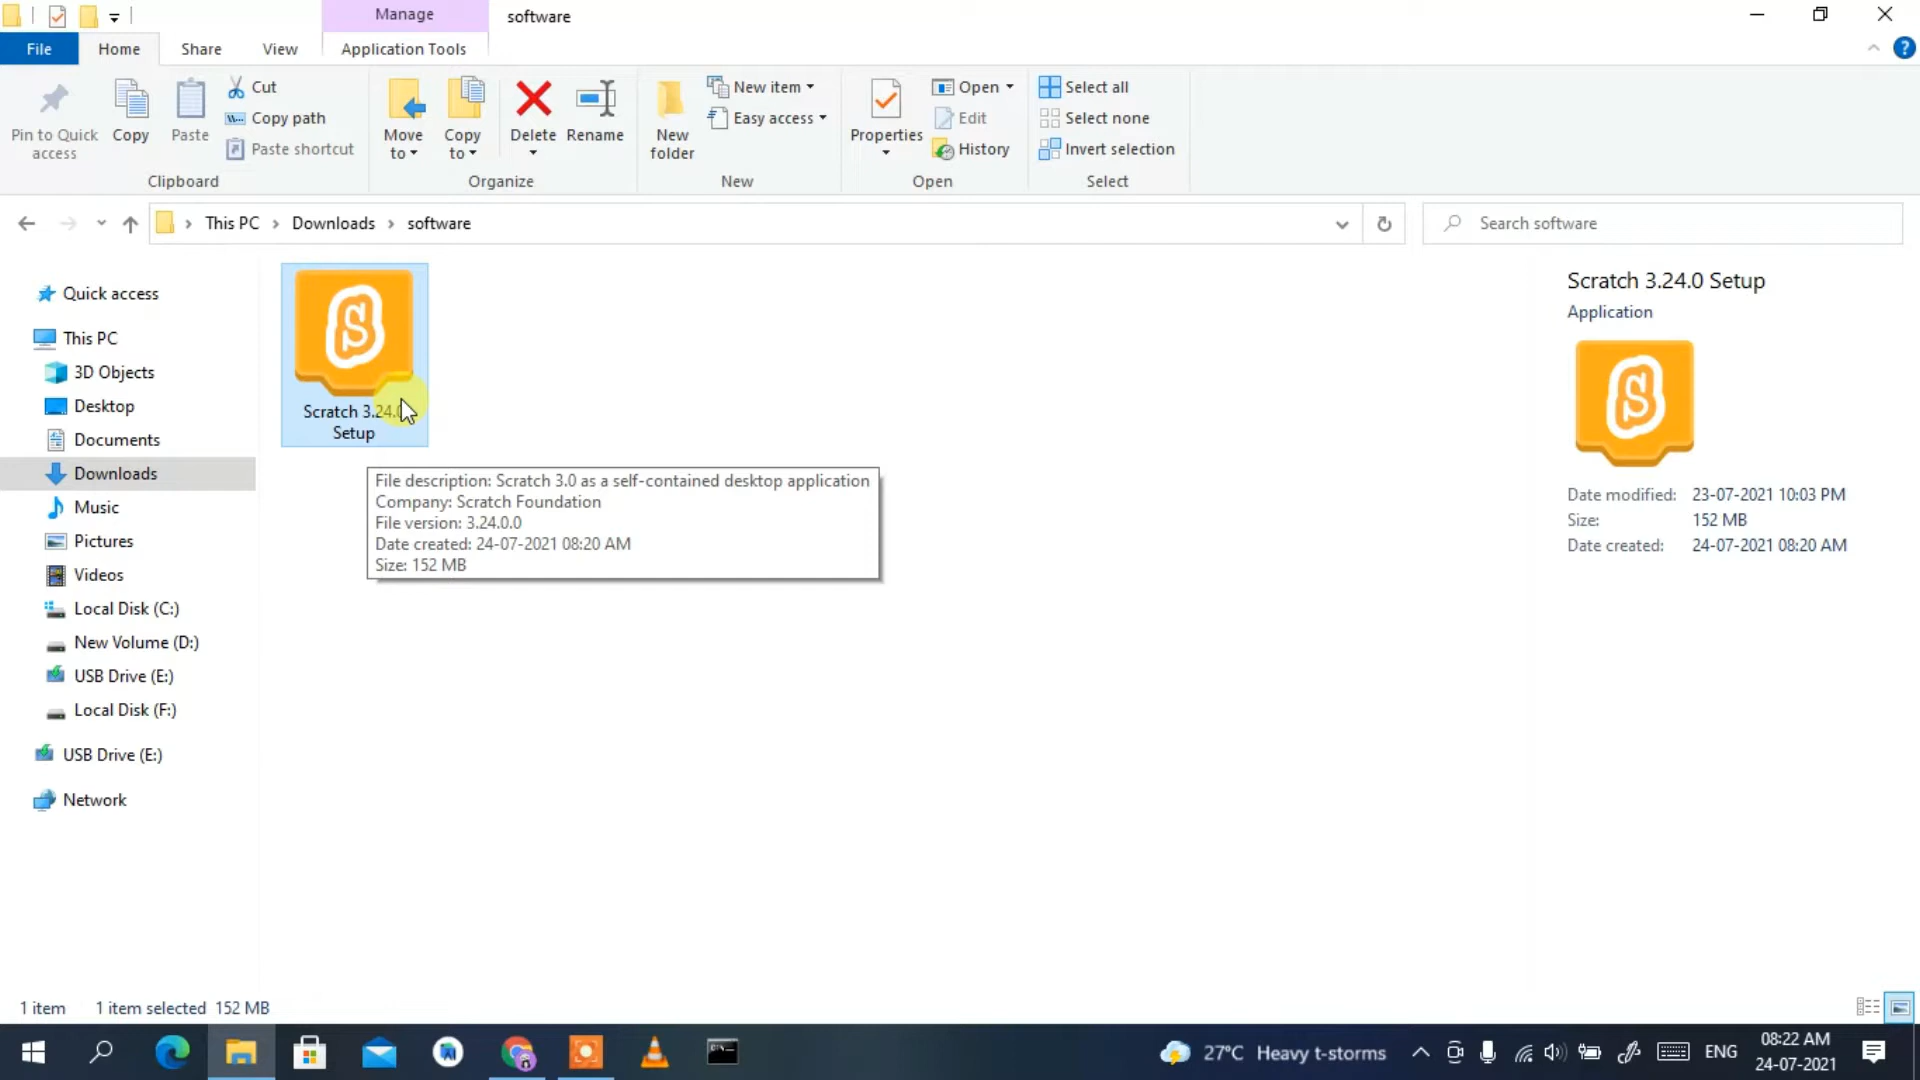 Manage
software
File
Home
Share
View
Application Tools
Pin to Quick access
Copy
Paste
Cut
Copy path
Paste shortcut
Clipboard
Move to
Copy to
Delete
Rename
Organize
New folder
New item
Easy access
New
Properties
Open
Edit
History
Open
Select all
Select none
Invert selection
Select
This PC
Downloads
software
Search software
Quick access
This PC
3D Objects
Desktop
Documents
Downloads
Music
Pictures
Videos
Local Disk (C:)
New Volume (D:)
USB Drive (E:)
Local Disk (F:)
USB Drive (E:)
Network
Scratch 3.24.0
Setup
File description: Scratch 3.0 as a self-contained desktop application
Company: Scratch Foundation
File version: 3.24.0.0
Date created: 24-07-2021 08:20 AM
Size: 152 MB
Scratch 3.24.0 Setup
Application
Date modified: 23-07-2021 10:03 PM
Size: 152 MB
Date created: 24-07-2021 08:20 AM
1 item
1 item selected 152 MB
27°C Heavy t-storms
ENG
08:22 AM
24-07-2021